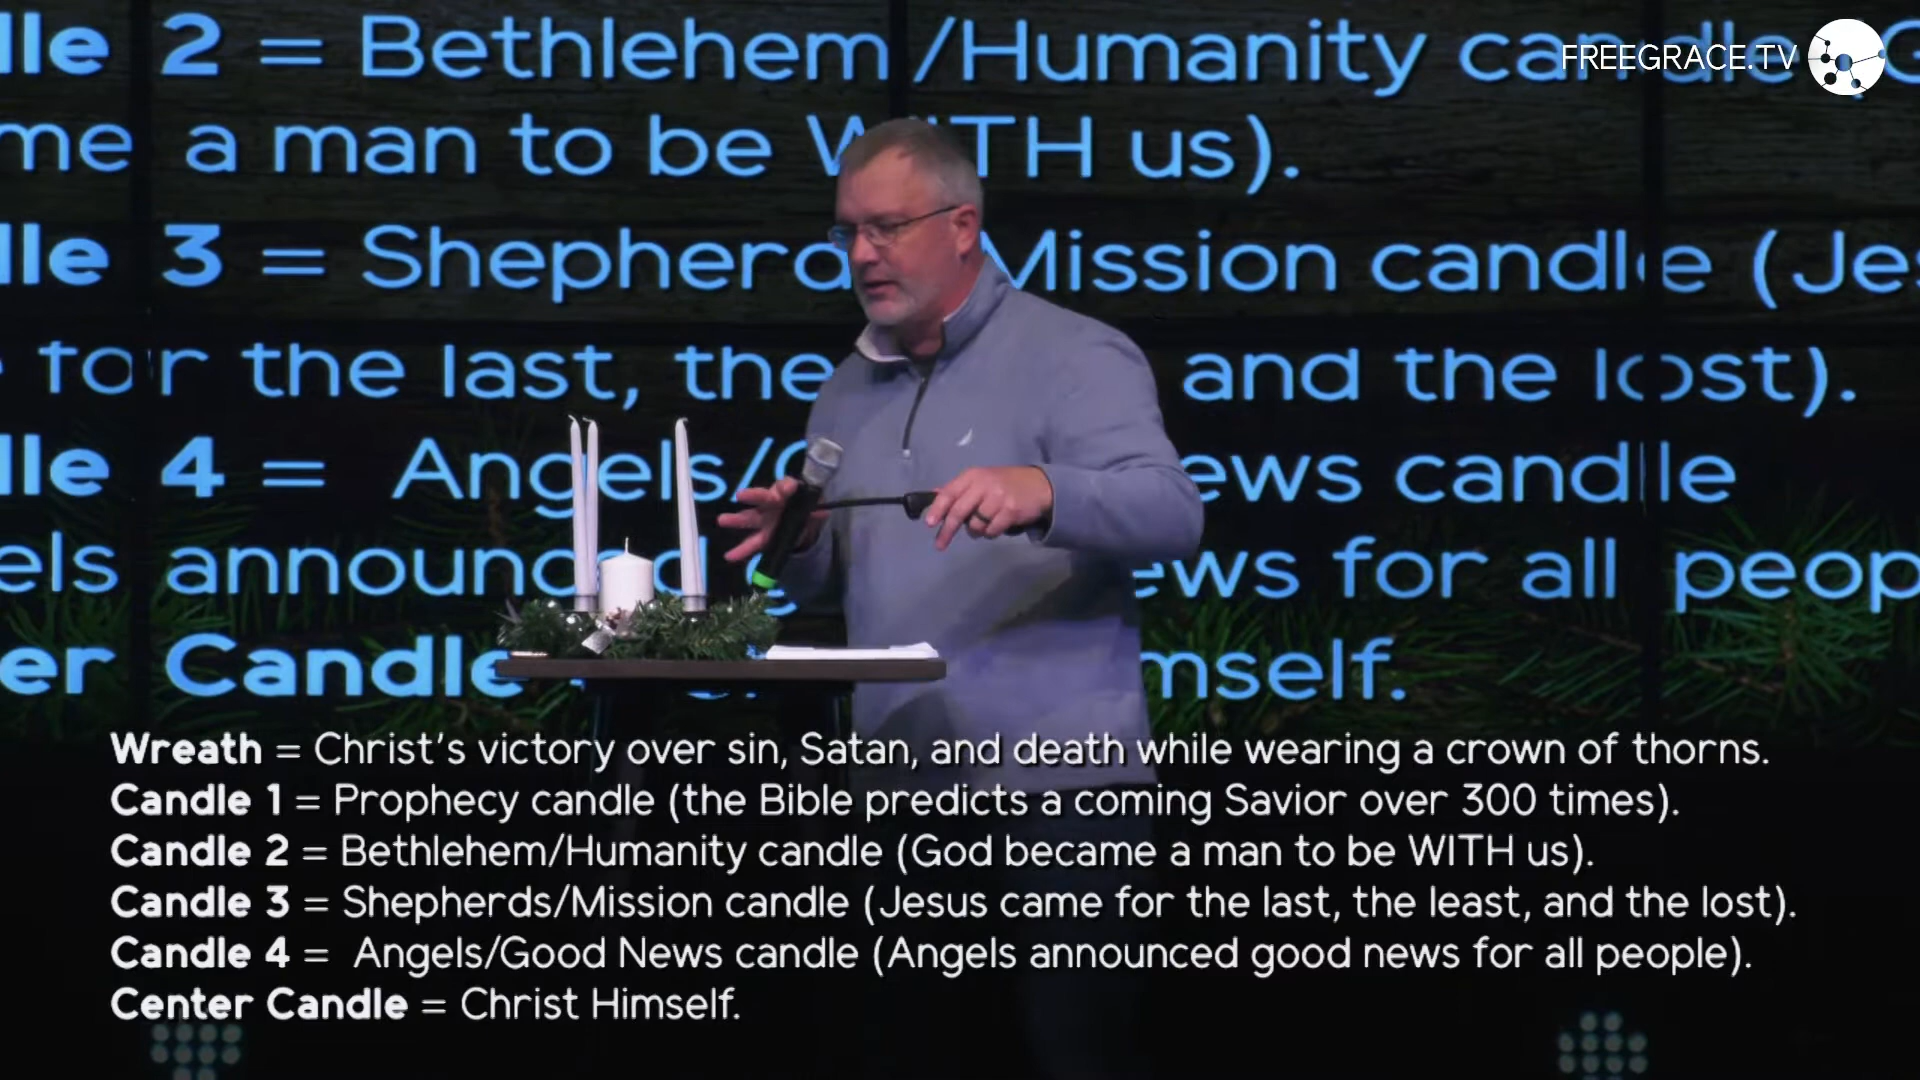 lle 2 = Bethlehem /Humanity candle (G
FREEGRACE.TV
me a man to be WITH us).
lle 3 = Shepherd Mission candle (Jes
for the last, the and the lost).
lle 4 = Angels/ ews candle
els announced ews for all peop
er Candle mself.
Wreath = Christ's victory over sin, Satan, and death while wearing a crown of thorns.
Candle 1 = Prophecy candle (the Bible predicts a coming Savior over 300 times).
Candle 2 = Bethlehem/Humanity candle (God became a man to be WITH us).
Candle 3 = Shepherds/Mission candle (Jesus came for the last, the least, and the lost).
Candle 4 = Angels/Good News candle (Angels announced good news for all people).
Center Candle = Christ Himself.